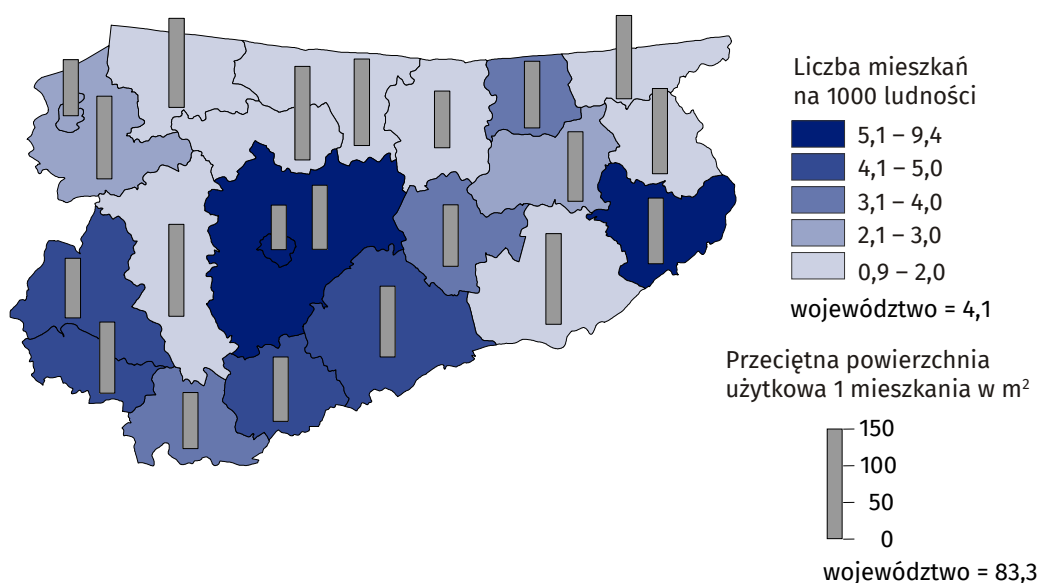 Liczba mieszkań
na 1000 ludności
5,1 – 9,4
4,1 – 5,0
3,1 – 4,0
2,1 – 3,0
0,9 – 2,0
województwo = 4,1
Przeciętna powierzchnia
użytkowa 1 mieszkania w m²
150
100
50
0
województwo = 83,3